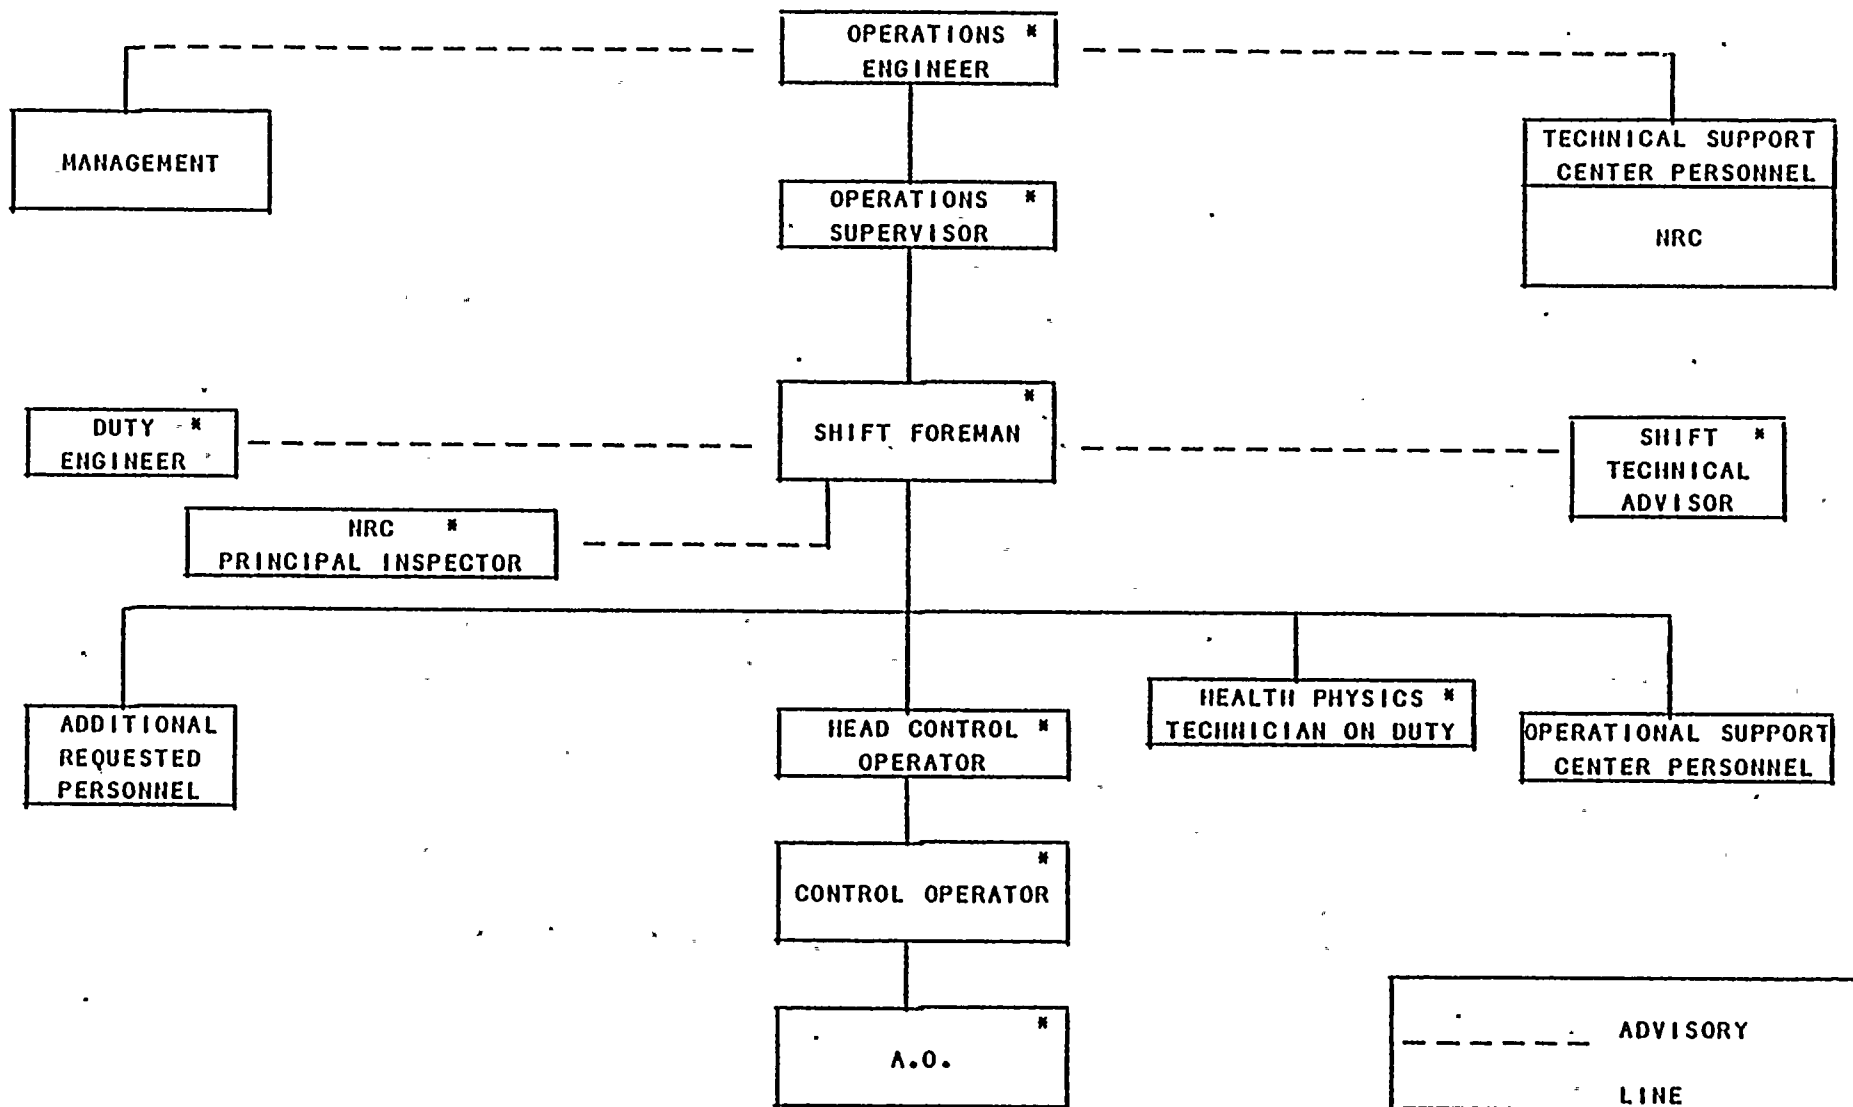 OPERATIONS *
ENGINEER
MANAGEMENT
TECHNICAL SUPPORT
CENTER PERSONNEL
NRC
OPERATIONS *
SUPERVISOR
*
SHIFT FOREMAN
DUTY *
ENGINEER
SHIFT *
TECHNICAL
ADVISOR
NRC *
PRINCIPAL INSPECTOR
ADDITIONAL
REQUESTED
PERSONNEL
HEAD CONTROL *
OPERATOR
HEALTH PHYSICS *
TECHNICIAN ON DUTY
OPERATIONAL SUPPORT
CENTER PERSONNEL
*
CONTROL OPERATOR
*
A.O.
ADVISORY
LINE